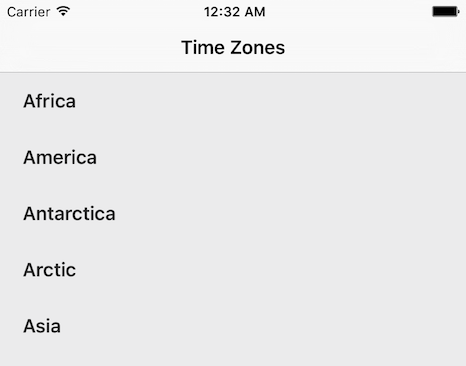 Carrier 12:32 AM
Time Zones
Africa
America
Antarctica
Arctic
Asia